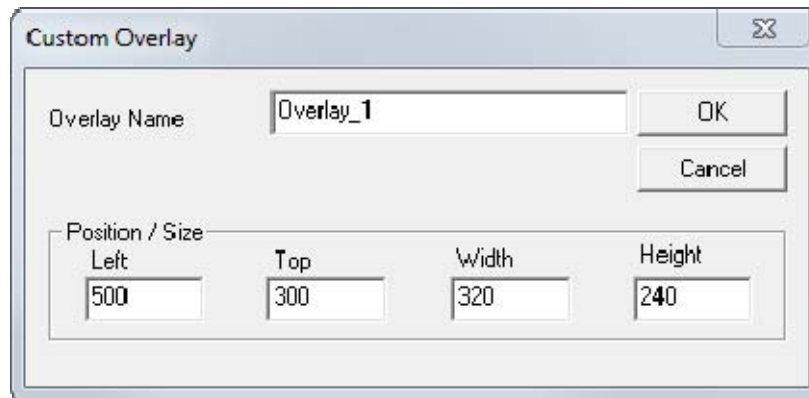 Custom Overlay
Overlay Name Overlay_1 OK
Cancel
Position / Size
Left Top Width Height
500 300 320 240